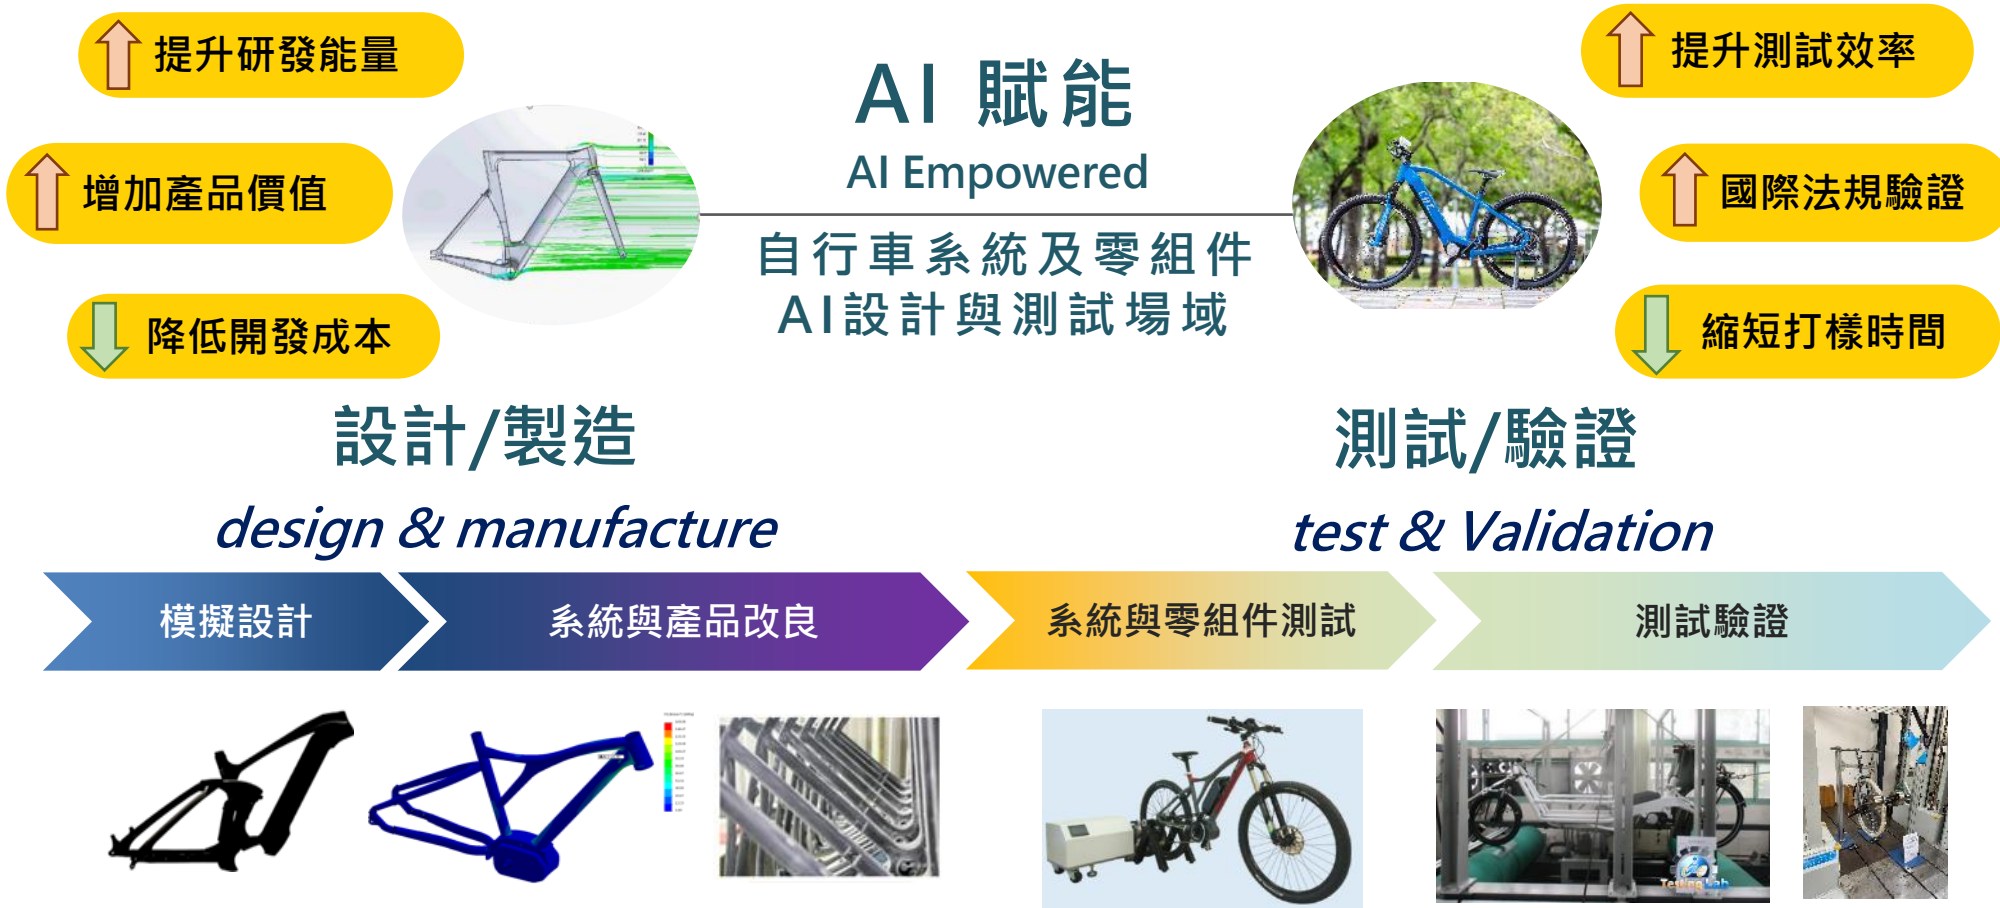 提升研發能量
增加產品價值
降低開發成本
AI 賦能
AI Empowered
自行車系統及零組件
AI設計與測試場域
提升測試效率
國際法規驗證
縮短打樣時間
設計/製造
design & manufacture
測試/驗證
test & Validation
模擬設計
系統與產品改良
系統與零組件測試
測試驗證
Testing Lab